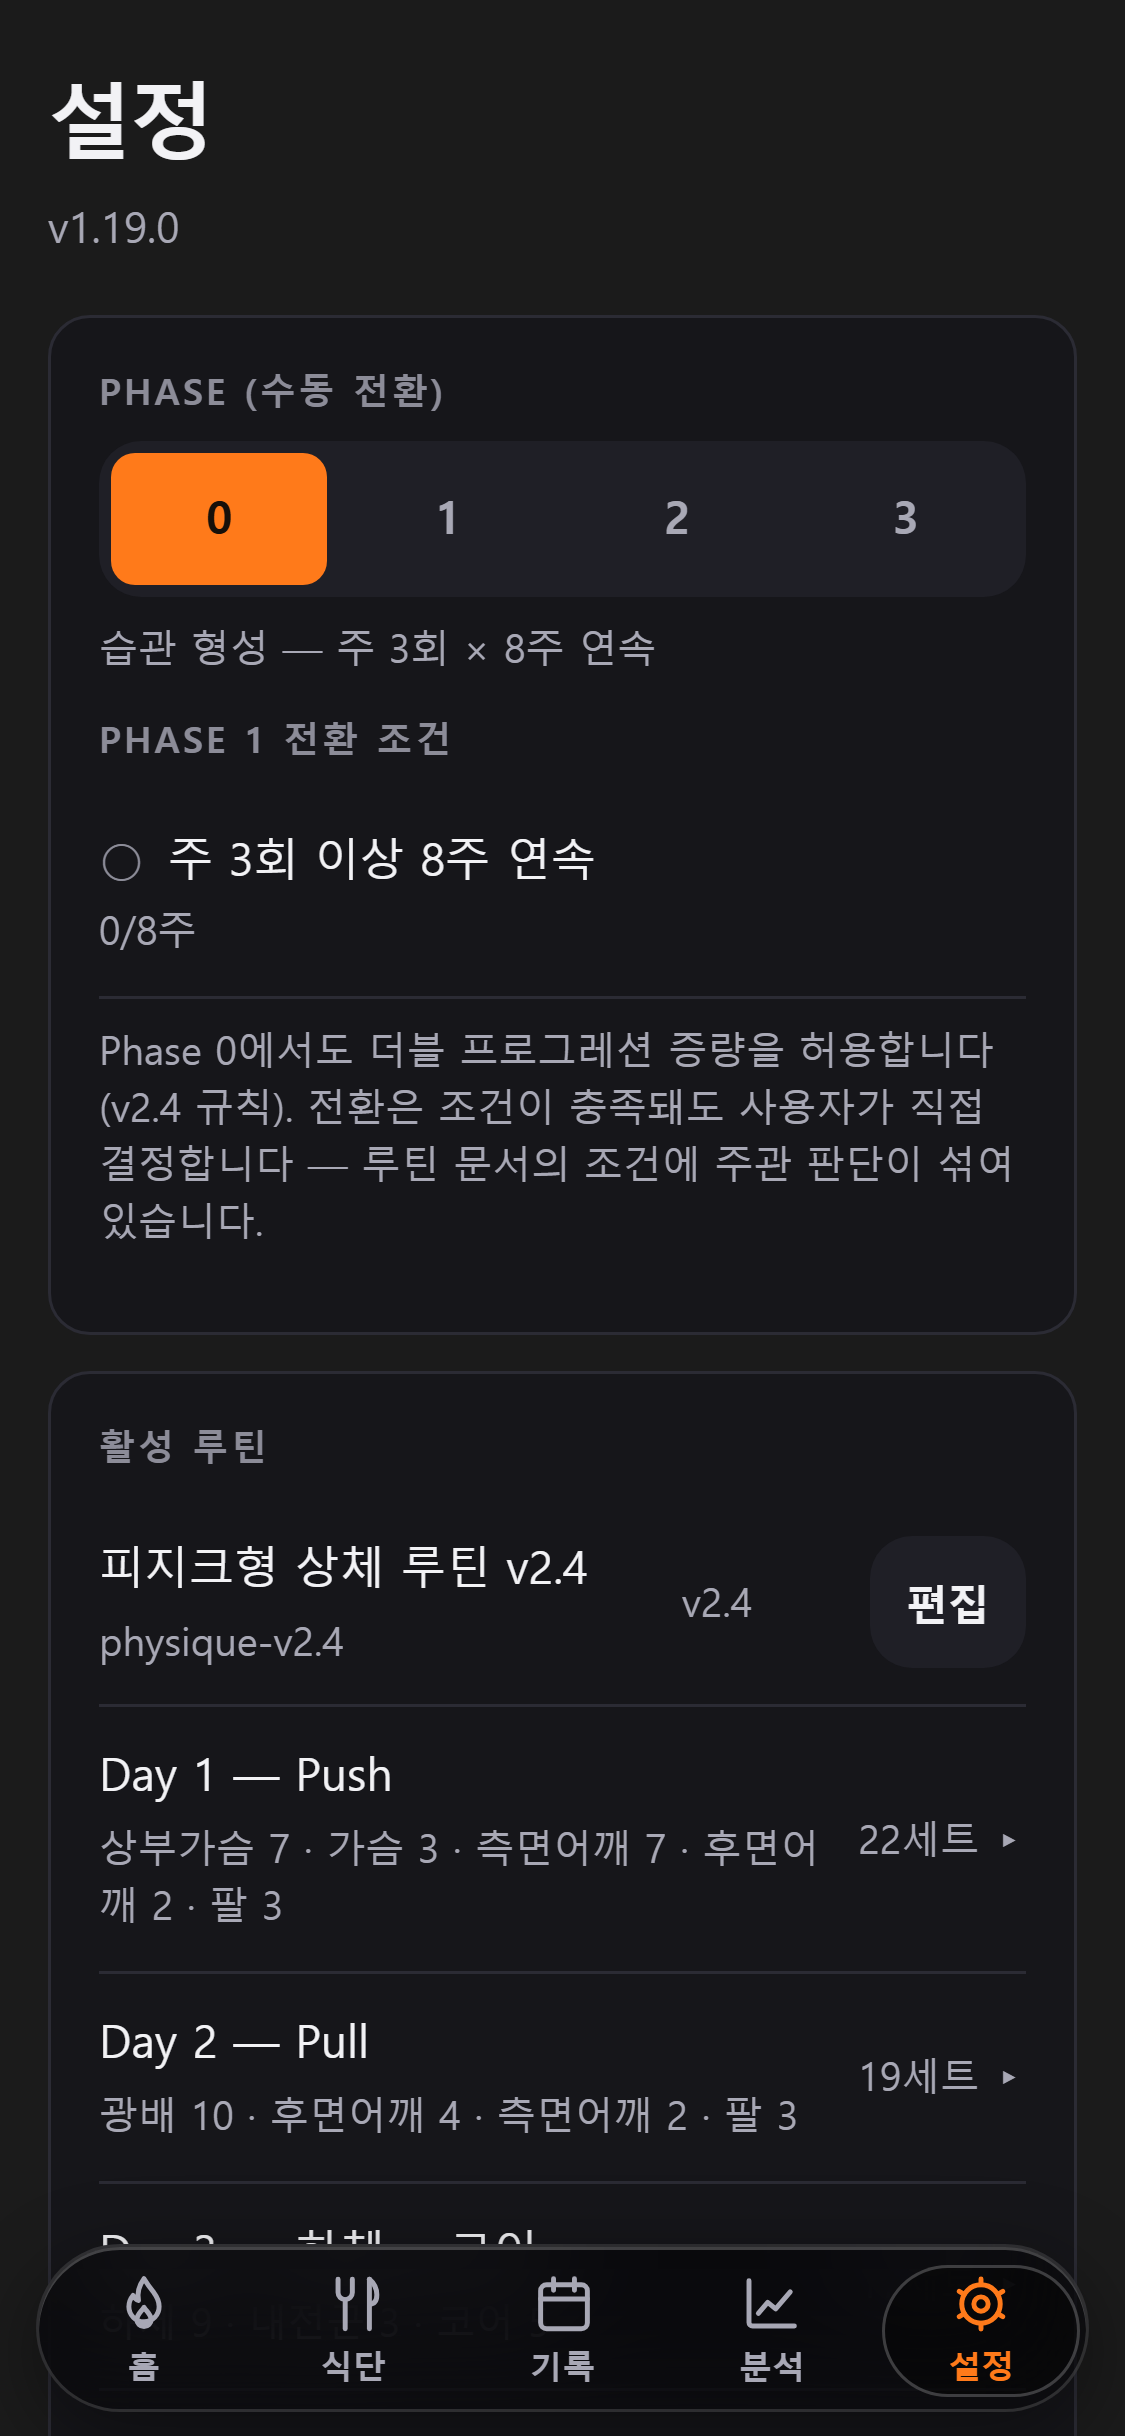 설정
v1.19.0
PHASE (수동 전환)
0
1
2
3
습관 형성 — 주 3회 × 8주 연속
PHASE 1 전환 조건
주 3회 이상 8주 연속
0/8주
Phase 0에서도 더블 프로그레션 증량을 허용합니다
(v2.4 규칙). 전환은 조건이 충족돼도 사용자가 직접
결정합니다 — 루틴 문서의 조건에 주관 판단이 섞여
있습니다.
활성 루틴
피지크형 상체 루틴 v2.4
physique-v2.4
v2.4
편집
Day 1 — Push
상부가슴 7 · 가슴 3 · 측면어깨 7 · 후면어
깨 2 · 팔 3
22세트 ▸
Day 2 — Pull
광배 10 · 후면어깨 4 · 측면어깨 2 · 팔 3
19세트 ▸
홈
식단
기록
분석
설정